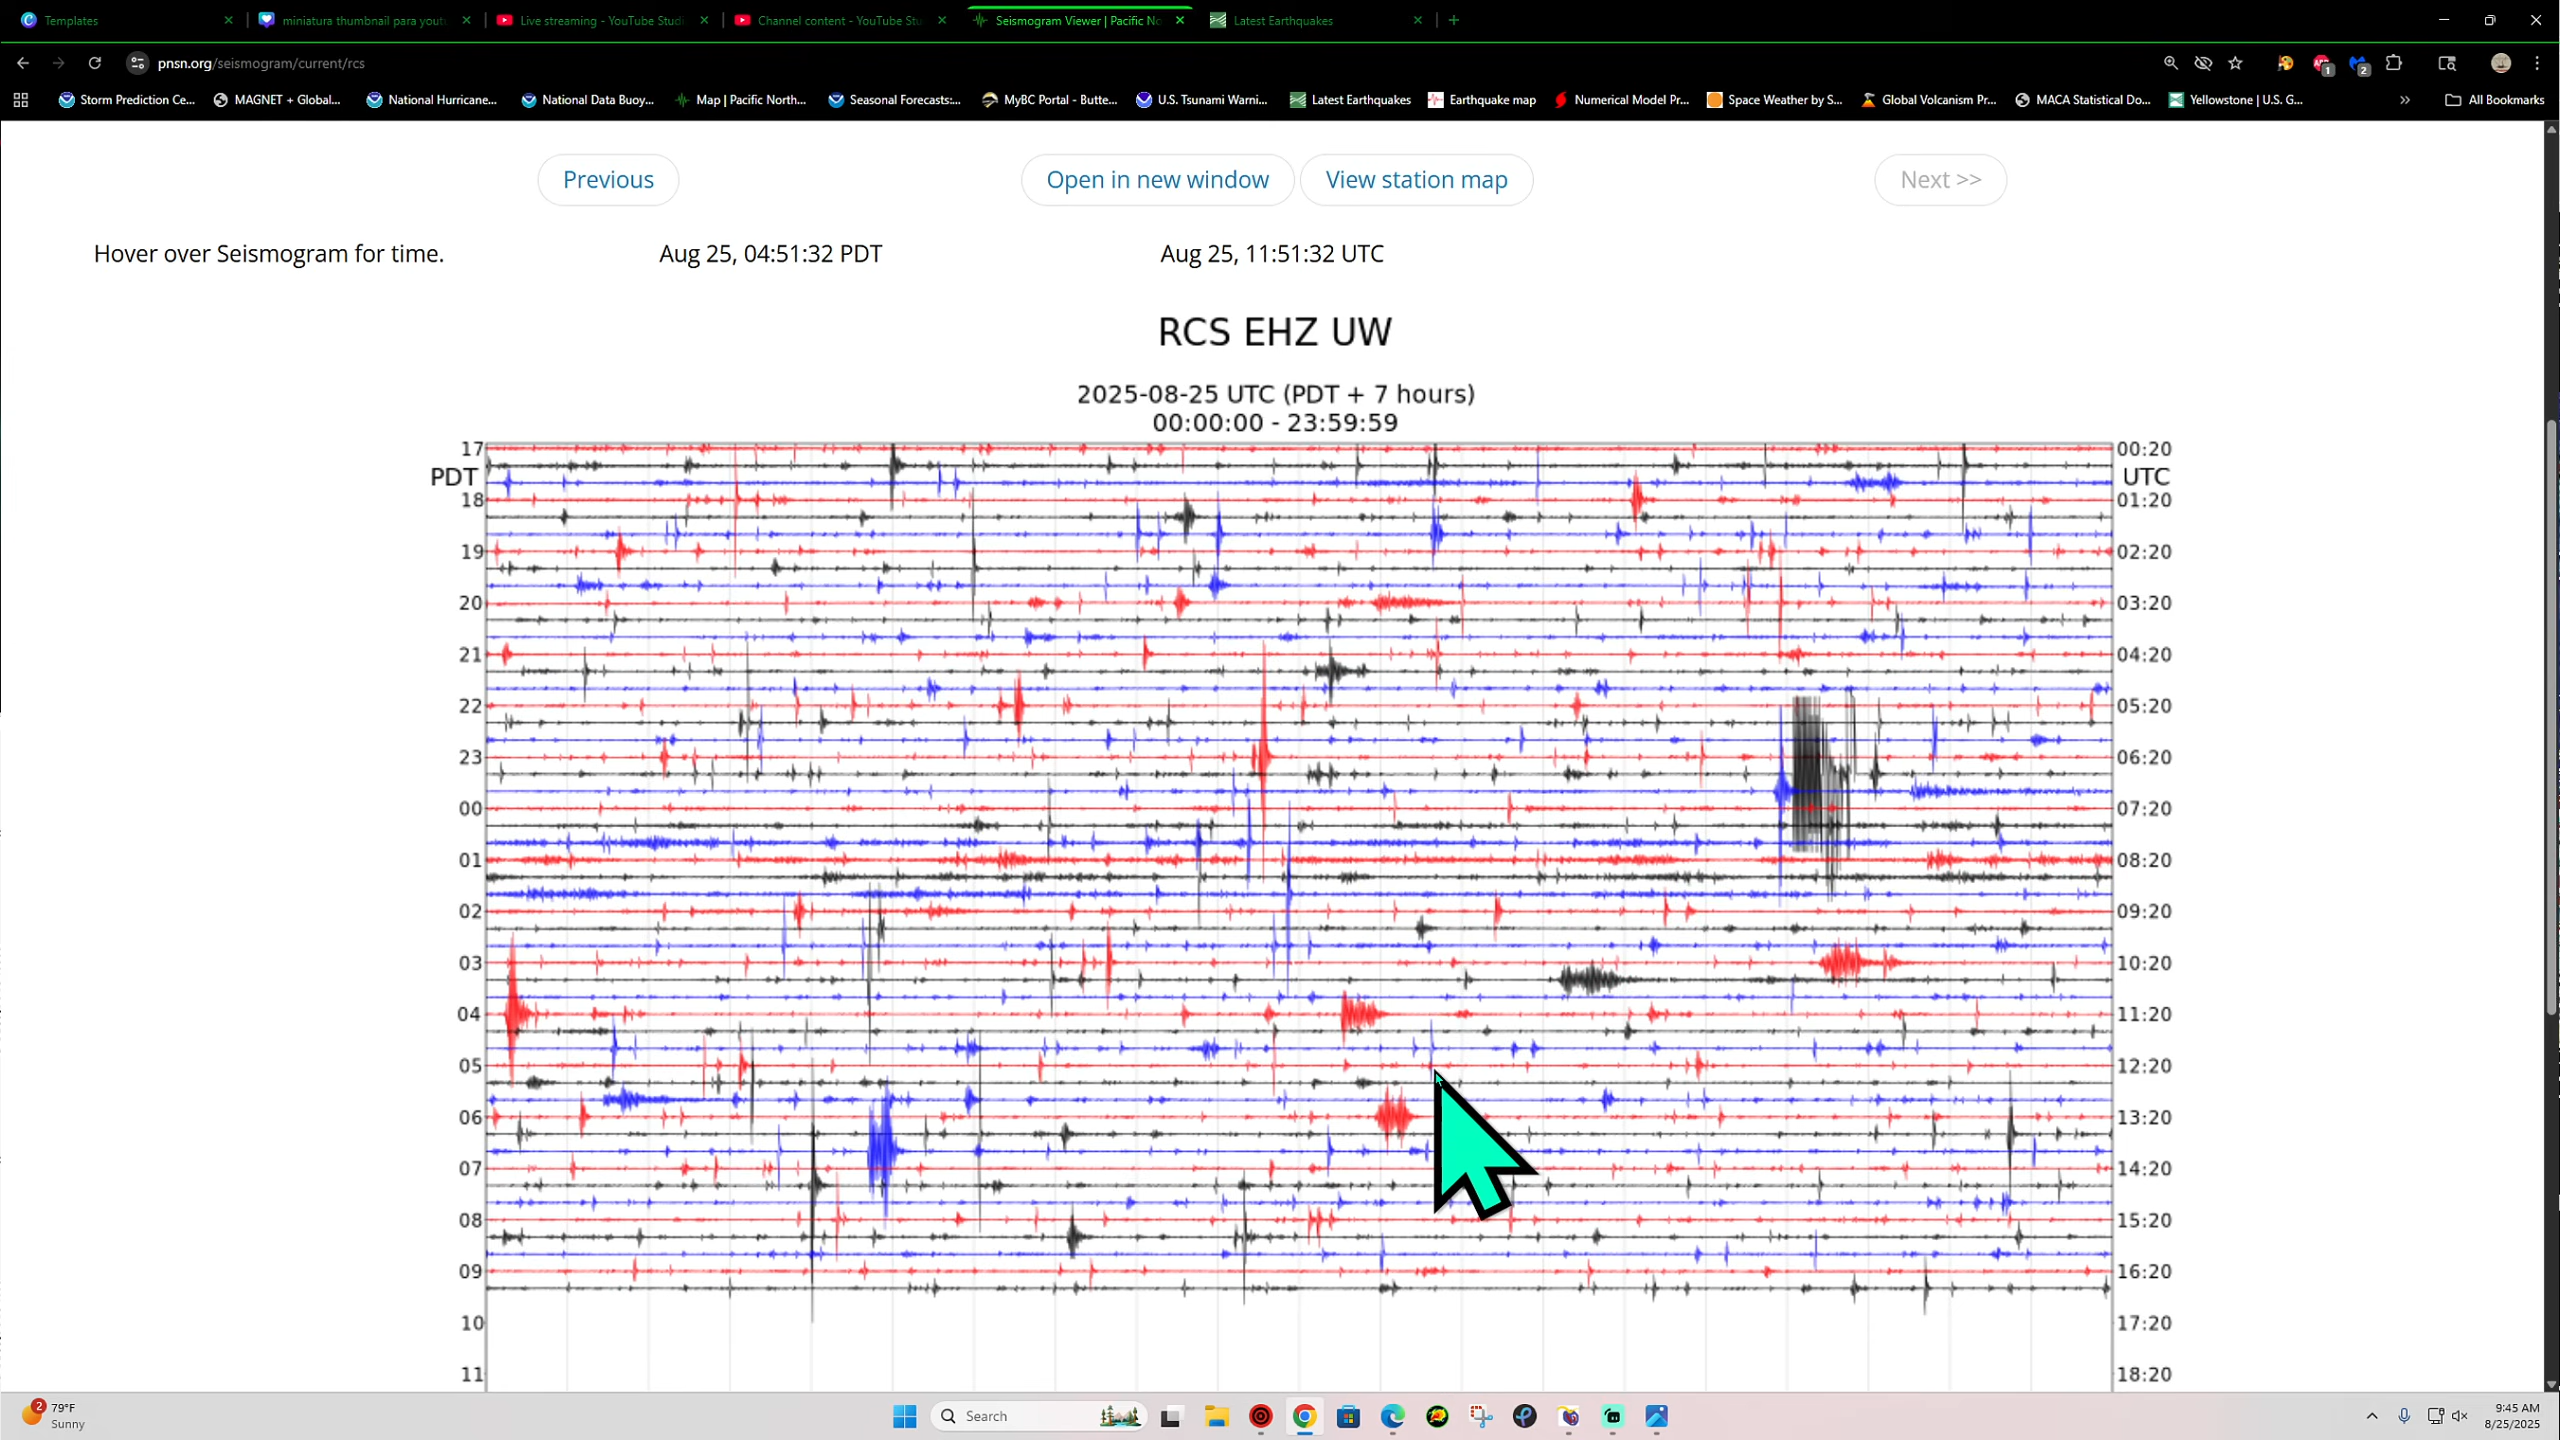 Templates
miniatura thumbnail para yout
Live streaming - YouTube Studi
Channel content - YouTube Stu
Seismogram Viewer | Pacific No
Latest Earthquakes
pnsn.org/seismogram/current/rcs
1
2
Storm Prediction Ce...
MAGNET + Global...
National Hurricane...
National Data Buoy...
Map | Pacific North...
Seasonal Forecasts:...
MyBC Portal - Butte...
U.S. Tsunami Warni...
Latest Earthquakes
Earthquake map
Numerical Model Pr...
Space Weather by S...
Global Volcanism Pr...
MACA Statistical Do...
Yellowstone | U.S. G...
All Bookmarks
Previous
Open in new window
View station map
Next >>
Hover over Seismogram for time.
Aug 25, 04:51:32 PDT
Aug 25, 11:51:32 UTC
RCS EHZ UW
2025-08-25 UTC (PDT + 7 hours)
00:00:00 - 23:59:59
17 00:20
PDT UTC
18 01:20
19 02:20
20 03:20
21 04:20
22 05:20
23 06:20
00 07:20
01 08:20
02 09:20
03 10:20
04 11:20
05 12:20
06 13:20
07 14:20
08 15:20
09 16:20
10 17:20
11 18:20
2
79°F
Sunny
Search
9:45 AM
8/25/2025